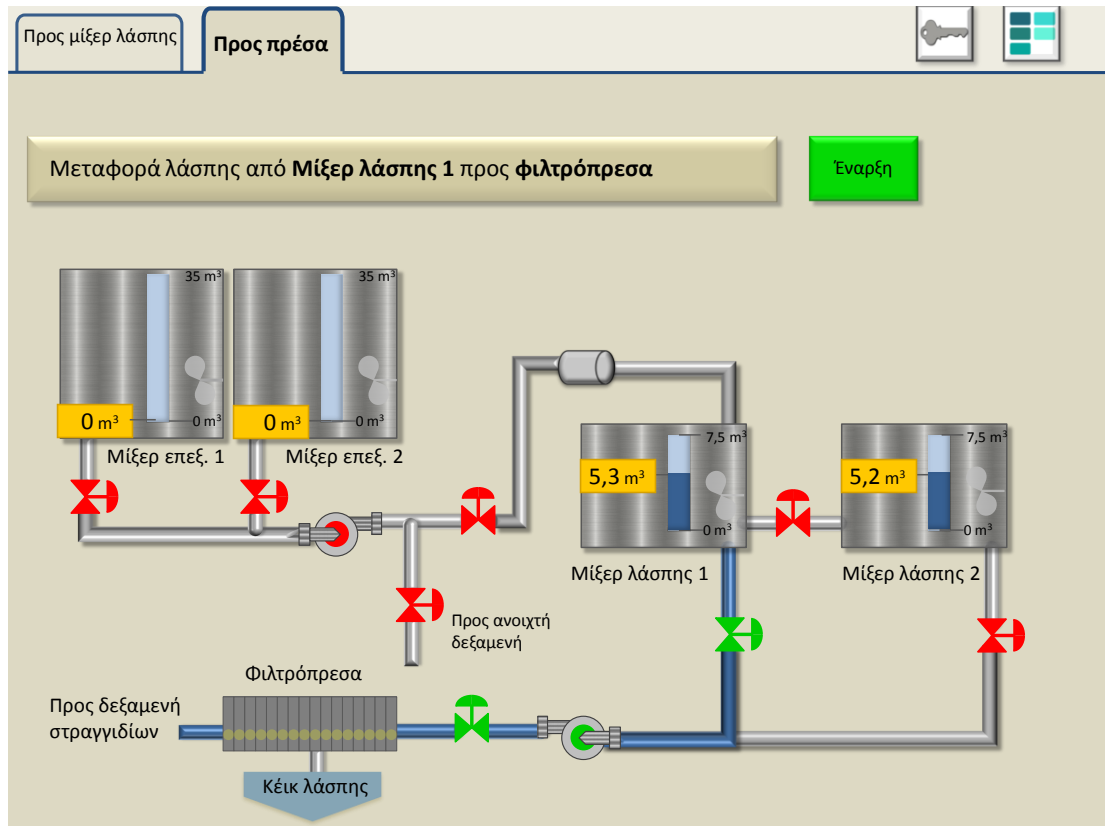 Προς μίξερ λάσπης
Προς πρέσα
Μεταφορά λάσπης από Μίξερ λάσπης 1 προς φιλτρόπρεσα
Έναρξη
35 m³
35 m³
0 m³
0 m³
0 m³
0 m³
Μίξερ επεξ. 1
Μίξερ επεξ. 2
7,5 m³
7,5 m³
5,3 m³
5,2 m³
0 m³
0 m³
Μίξερ λάσπης 1
Μίξερ λάσπης 2
Προς ανοιχτή
δεξαμενή
Φιλτρόπρεσα
Προς δεξαμενή
στραγγιδίων
Κέικ λάσπης